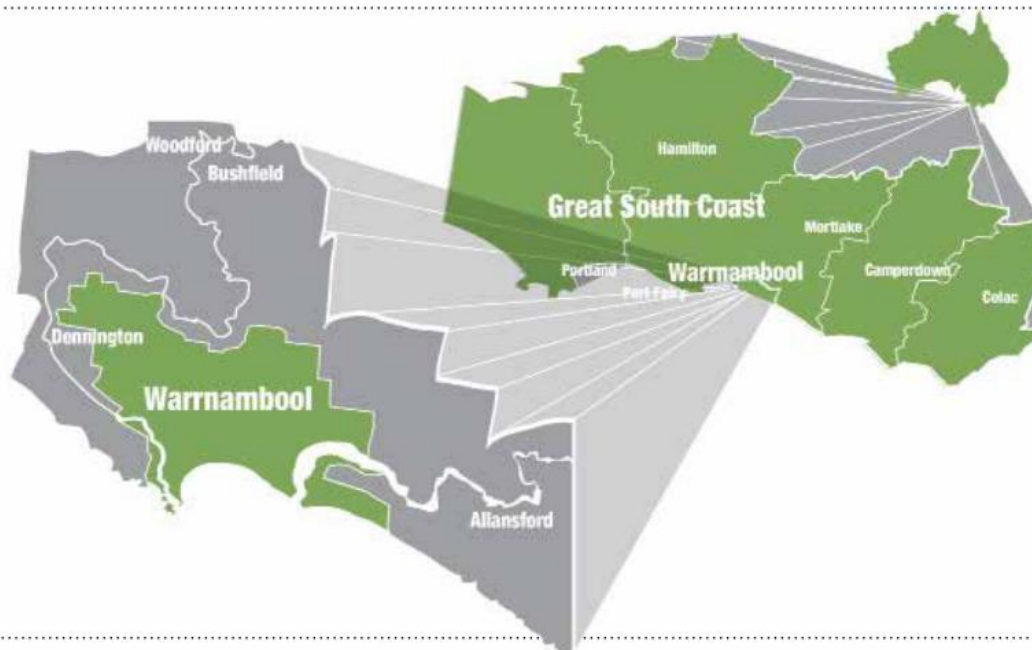 Woodford
Bushfield
Dennington
Warrnambool
Allansford
Hamilton
Great South Coast
Mortlake
Portland
Warrnambool
Camperdown
Port Fairy
Colac